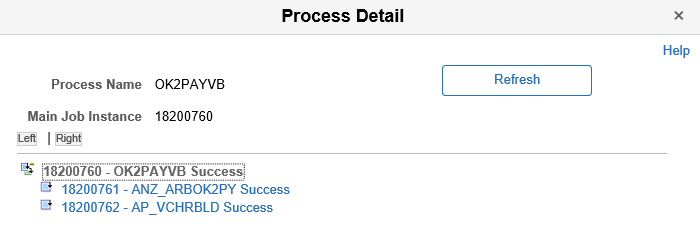 Process Detail ×
Help
Process Name OK2PAYVB Refresh
Main Job Instance 18200760
Left | Right
18200760 - OK2PAYVB Success
18200761 - ANZ_ARBOK2PY Success
18200762 - AP_VCHRBLD Success